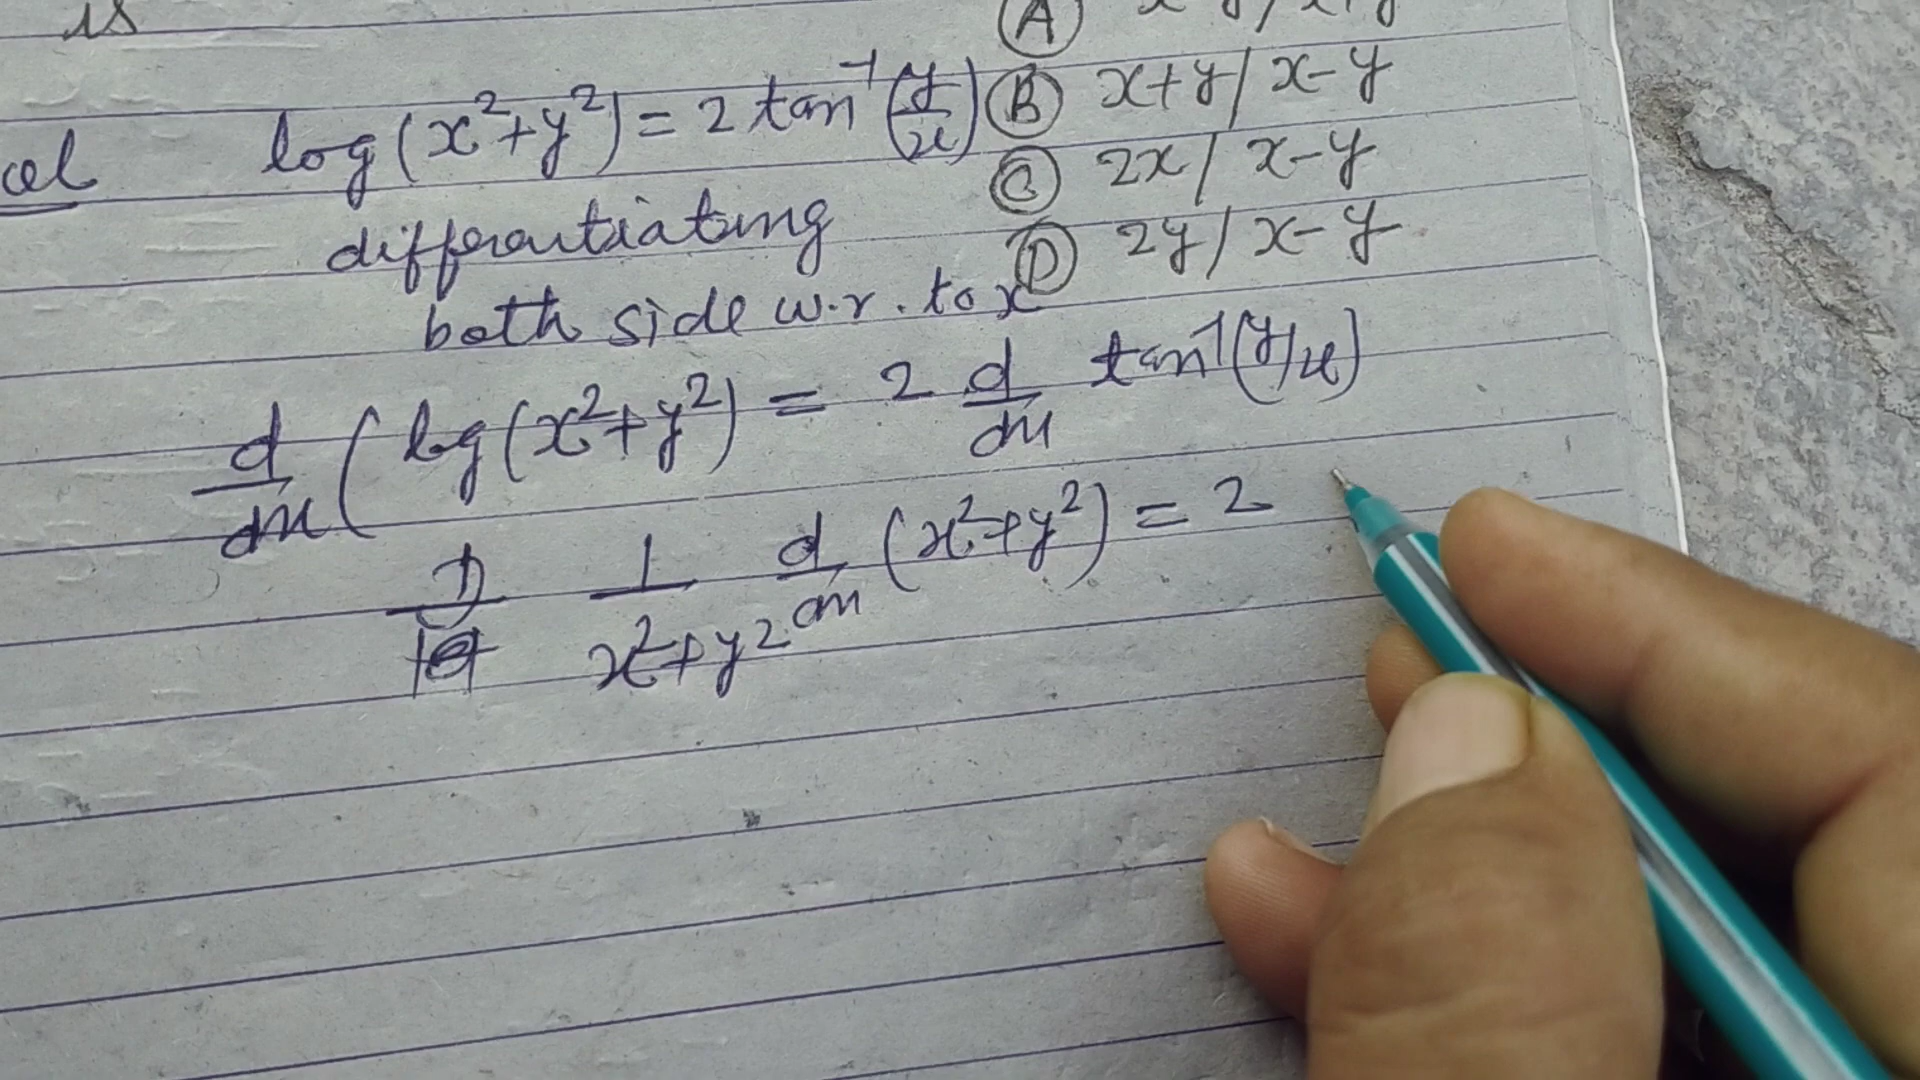 is
Ⓐ x-y/x+y
sol log(x²+y²) = 2 tan⁻¹(y/x) Ⓑ x+y/x-y
Ⓒ 2x/x-y
differentiating Ⓓ 2y/x-y
both side w.r.to x
d/dx (log(x²+y²) = 2 d/dx tan⁻¹(y/x)
1/x²+y² d/dx (x²+y²) = 2